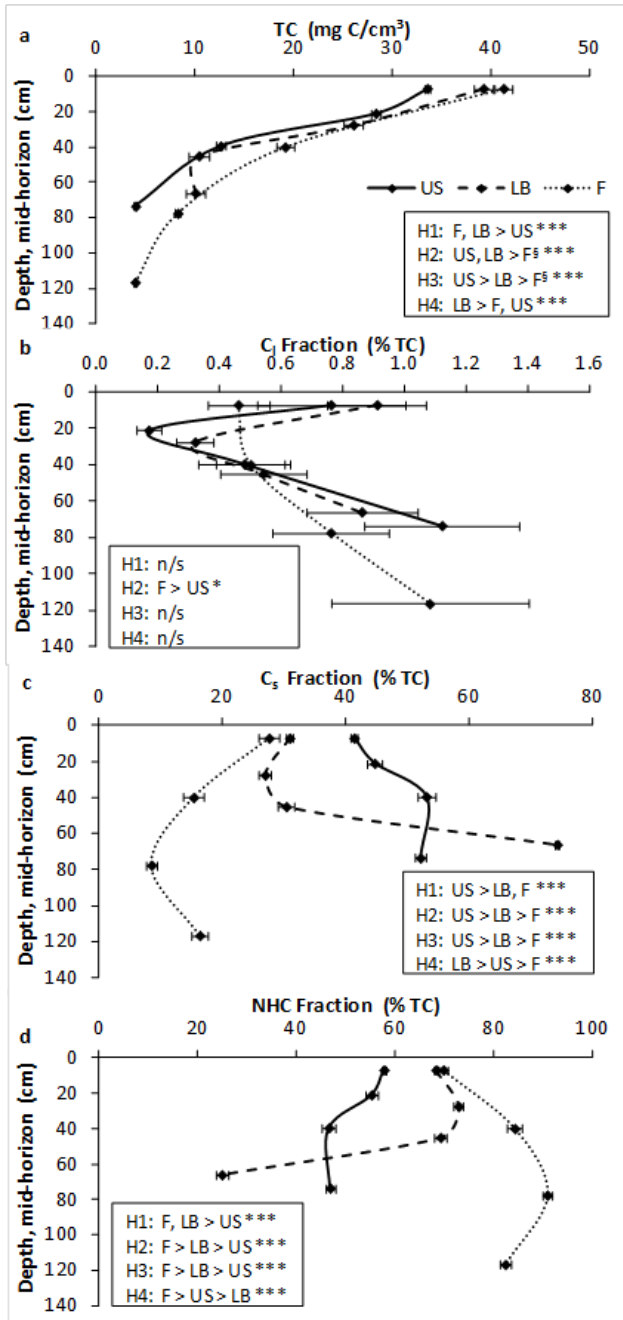 a
TC (mg C/cm³)
0 10 20 30 40 50
Depth, mid-horizon (cm)
0
20
40
60
80
100
120
140
US LB F
H1: F, LB > US ***
H2: US, LB > F§ ***
H3: US > LB > F§ ***
H4: LB > F, US ***
b
Cl Fraction (% TC)
0.0 0.2 0.4 0.6 0.8 1.0 1.2 1.4 1.6
Depth, mid-horizon (cm)
0
20
40
60
80
100
120
140
H1: n/s
H2: F > US *
H3: n/s
H4: n/s
c
Cs Fraction (% TC)
0 20 40 60 80
Depth, mid-horizon (cm)
0
20
40
60
80
100
120
140
H1: US > LB, F ***
H2: US > LB > F ***
H3: US > LB > F ***
H4: LB > US > F ***
d
NHC Fraction (% TC)
0 20 40 60 80 100
Depth, mid-horizon (cm)
0
20
40
60
80
100
120
140
H1: F, LB > US ***
H2: F > LB > US ***
H3: F > LB > US ***
H4: F > US > LB ***